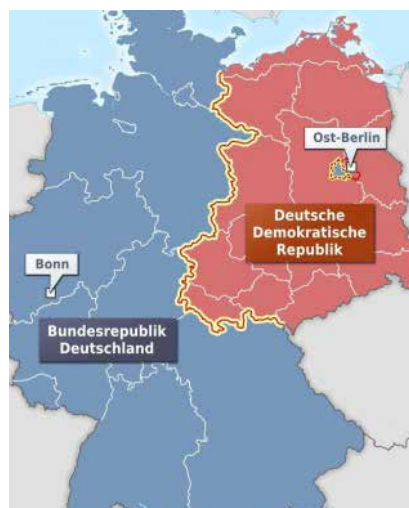 Ost-Berlin
Deutsche
Demokratische
Republik
Bonn
Bundesrepublik
Deutschland